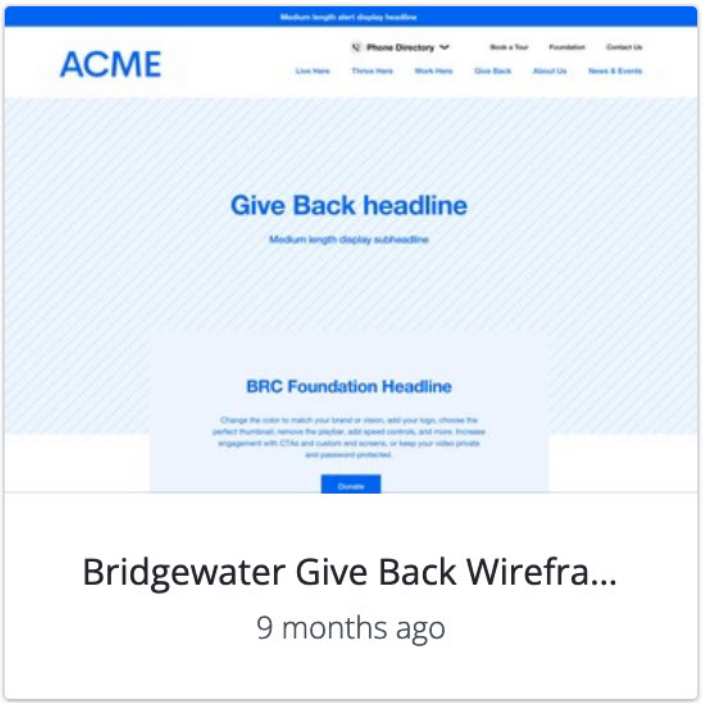 Medium length alert display headline
Phone Directory
Book a Tour
Foundation
Contact Us
ACME
Live Here
Thrive Here
Work Here
Give Back
About Us
News & Events
Give Back headline
Medium length display subheadline
BRC Foundation Headline
Change the color to match your brand or vision, add your logo, choose the
perfect thumbnail, remove the playbar, add speed controls, and more. Increase
engagement with CTAs and custom end screens, or keep your video private
and password-protected.
Donate
Bridgewater Give Back Wirefra...
9 months ago